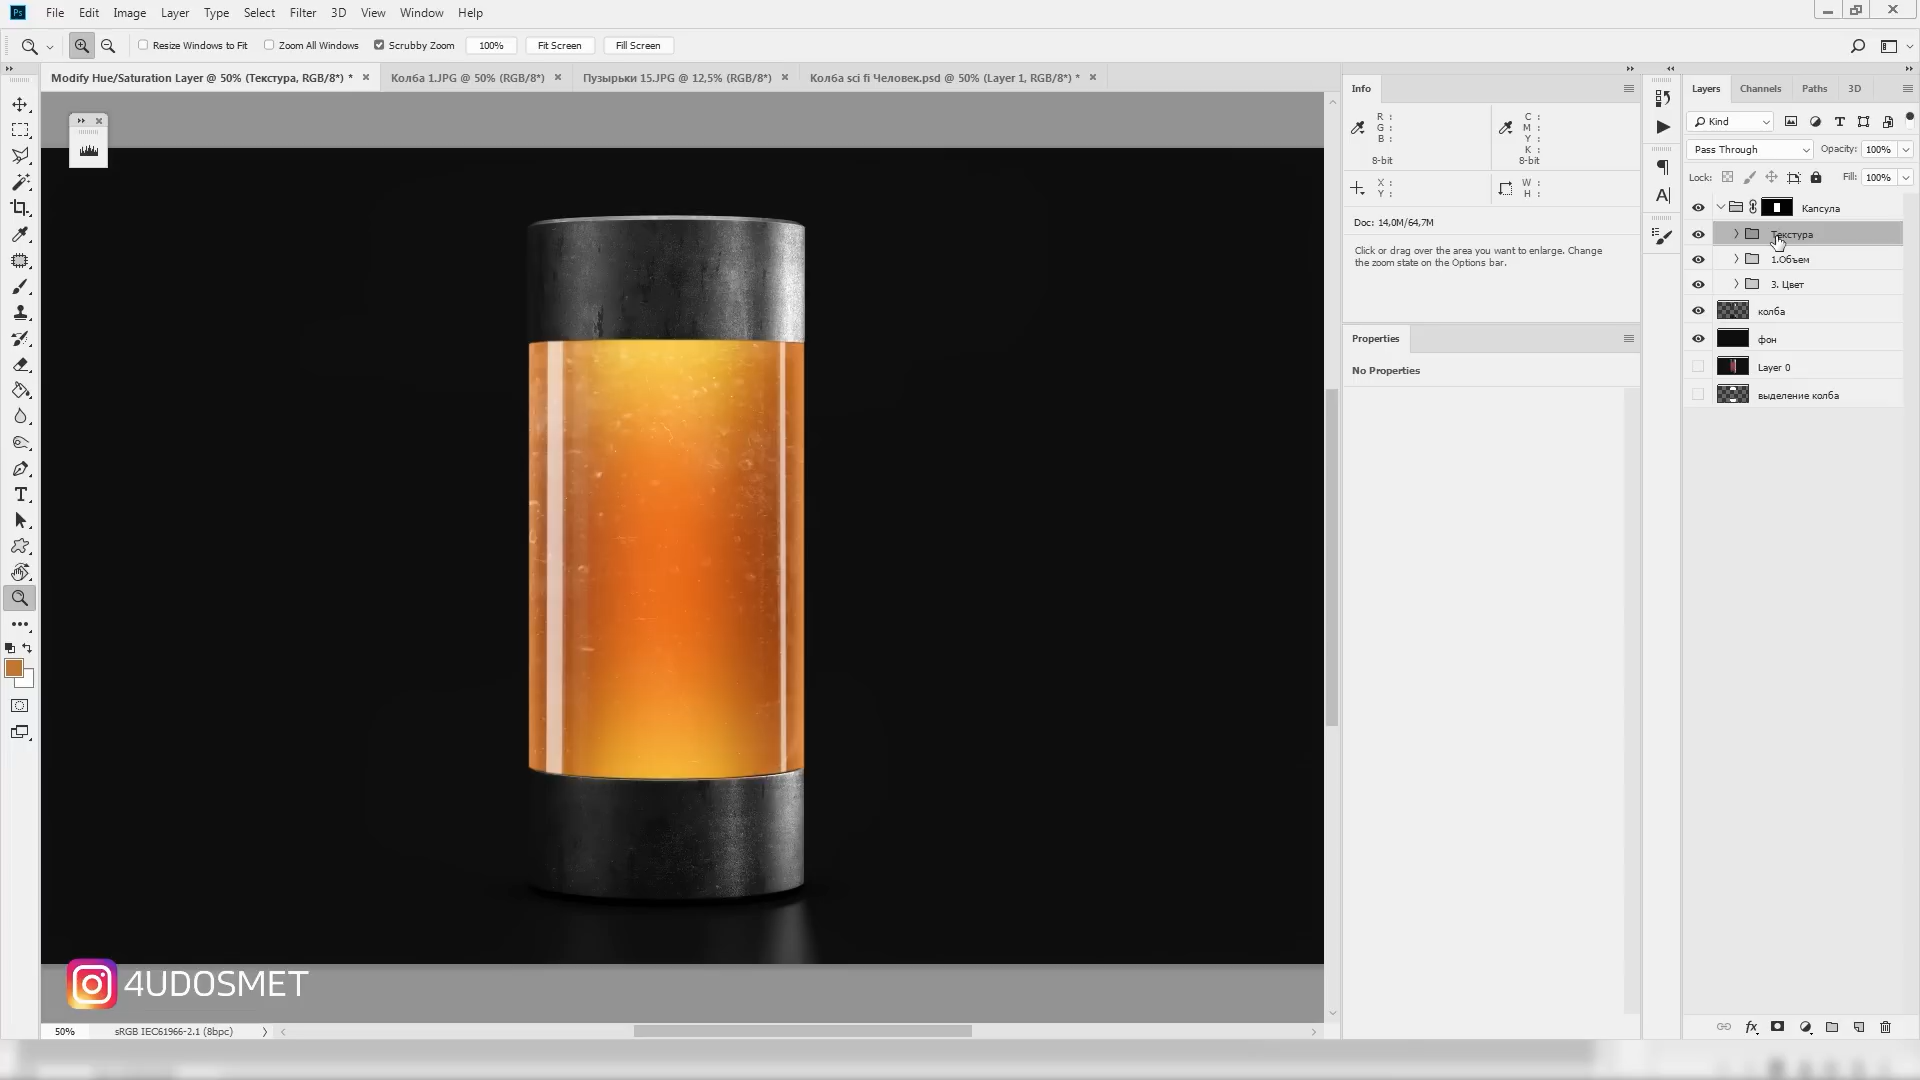 Ps File Edit Image Layer Type Select Filter 3D View Window Help
Resize Windows to Fit Zoom All Windows Scrubby Zoom 100% Fit Screen Fill Screen
Modify Hue/Saturation Layer @ 50% (Текстура, RGB/8*) * Колба 1.JPG @ 50% (RGB/8*) Пузырьки 15.JPG @ 12,5% (RGB/8*) Колба sci fi Человек.psd @ 50% (Layer 1, RGB/8*) *
Info
R : C :
G : M :
B : Y :
K :
8-bit 8-bit
X : W :
Y : H :
Doc: 14,0M/64,7M
Click or drag over the area you want to enlarge. Change
the zoom state on the Options bar.
Properties
No Properties
Layers Channels Paths 3D
Kind
Pass Through Opacity: 100%
Lock: Fill: 100%
Капсула
Текстура
1.Объем
3. Цвет
колба
фон
Layer 0
выделение колба
4UDOSMET
50% sRGB IEC61966-2.1 (8bpc)